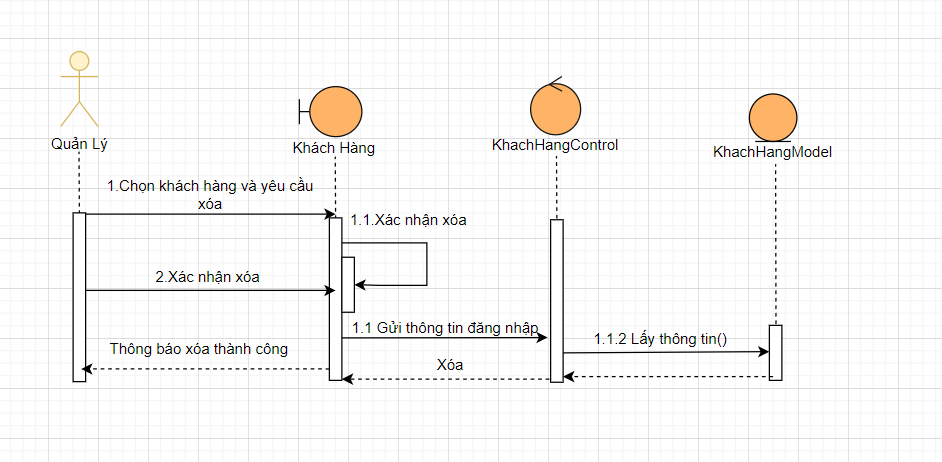 Quản Lý
Khách Hàng
KhachHangControl
KhachHangModel
1.Chọn khách hàng và yêu cầu
xóa
1.1.Xác nhận xóa
2.Xác nhận xóa
1.1 Gửi thông tin đăng nhập
1.1.2 Lấy thông tin()
Thông báo xóa thành công
Xóa